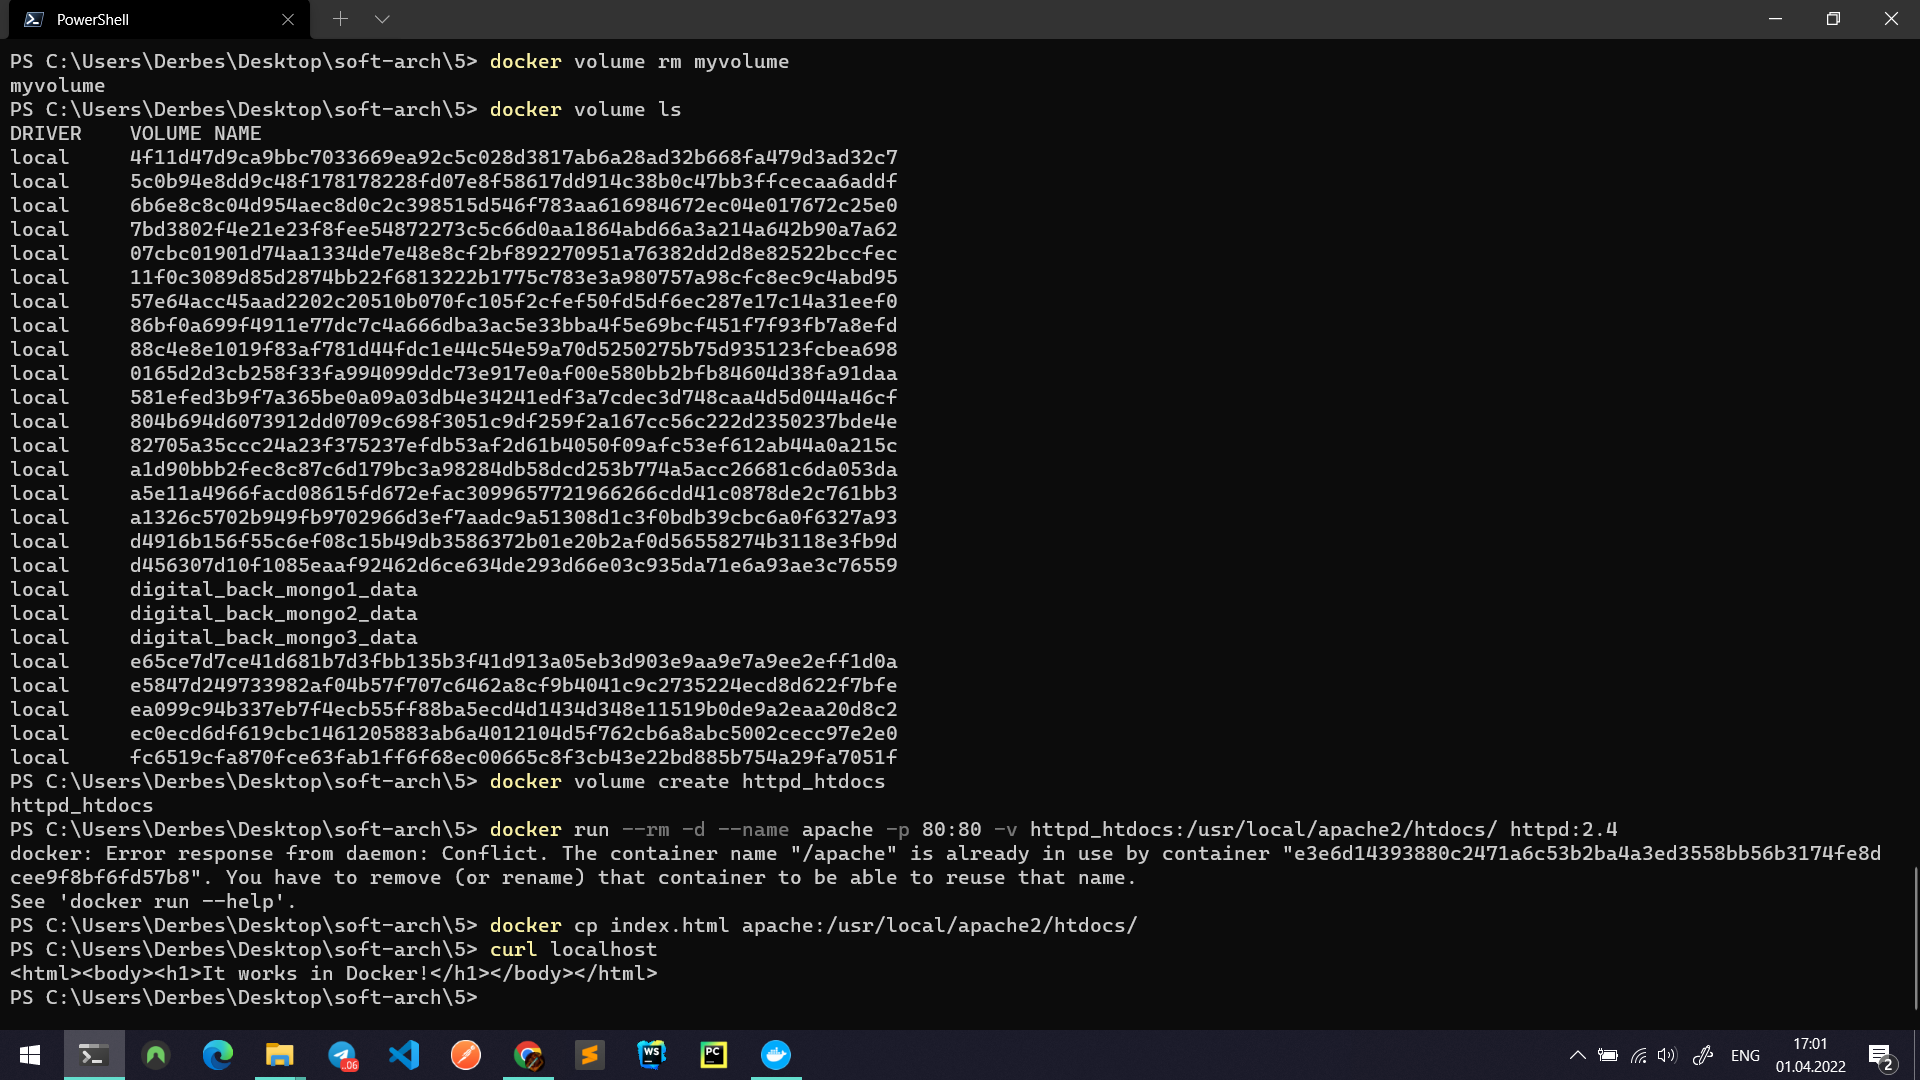 PowerShell
PS C:\Users\Derbes\Desktop\soft-arch\5> docker volume rm myvolume
myvolume
PS C:\Users\Derbes\Desktop\soft-arch\5> docker volume ls
DRIVER    VOLUME NAME
local     4f11d47d9ca9bbc7033669ea92c5c028d3817ab6a28ad32b668fa479d3ad32c7
local     5c0b94e8dd9c48f178178228fd07e8f58617dd914c38b0c47bb3ffcecaa6addf
local     6b6e8c8c04d954aec8d0c2c398515d546f783aa616984672ec04e017672c25e0
local     7bd3802f4e21e23f8fee54872273c5c66d0aa1864abd66a3a214a642b90a7a62
local     07cbc01901d74aa1334de7e48e8cf2bf892270951a76382dd2d8e82522bccfec
local     11f0c3089d85d2874bb22f6813222b1775c783e3a980757a98cfc8ec9c4abd95
local     57e64acc45aad2202c20510b070fc105f2cfef50fd5df6ec287e17c14a31eef0
local     86bf0a699f4911e77dc7c4a666dba3ac5e33bba4f5e69bcf451f7f93fb7a8efd
local     88c4e8e1019f83af781d44fdc1e44c54e59a70d5250275b75d935123fcbea698
local     0165d2d3cb258f33fa994099ddc73e917e0af00e580bb2bfb84604d38fa91daa
local     581efed3b9f7a365be0a09a03db4e34241edf3a7cdec3d748caa4d5d044a46cf
local     804b694d6073912dd0709c698f3051c9df259f2a167cc56c222d2350237bde4e
local     82705a35ccc24a23f375237efdb53af2d61b4050f09afc53ef612ab44a0a215c
local     a1d90bbb2fec8c87c6d179bc3a98284db58dcd253b774a5acc26681c6da053da
local     a5e11a4966facd08615fd672efac3099657721966266cdd41c0878de2c761bb3
local     a1326c5702b949fb9702966d3ef7aadc9a51308d1c3f0bdb39cbc6a0f6327a93
local     d4916b156f55c6ef08c15b49db3586372b01e20b2af0d56558274b3118e3fb9d
local     d456307d10f1085eaaf92462d6ce634de293d66e03c935da71e6a93ae3c76559
local     digital_back_mongo1_data
local     digital_back_mongo2_data
local     digital_back_mongo3_data
local     e65ce7d7ce41d681b7d3fbb135b3f41d913a05eb3d903e9aa9e7a9ee2eff1d0a
local     e5847d249733982af04b57f707c6462a8cf9b4041c9c2735224ecd8d622f7bfe
local     ea099c94b337eb7f4ecb55ff88ba5ecd4d1434d348e11519b0de9a2eaa20d8c2
local     ec0ecd6df619cbc1461205883ab6a4012104d5f762cb6a8abc5002cecc97e2e0
local     fc6519cfa870fce63fab1ff6f68ec00665c8f3cb43e22bd885b754a29fa7051f
PS C:\Users\Derbes\Desktop\soft-arch\5> docker volume create httpd_htdocs
httpd_htdocs
PS C:\Users\Derbes\Desktop\soft-arch\5> docker run --rm -d --name apache -p 80:80 -v httpd_htdocs:/usr/local/apache2/htdocs/ httpd:2.4
docker: Error response from daemon: Conflict. The container name "/apache" is already in use by container "e3e6d14393880c2471a6c53b2ba4a3ed3558bb56b3174fe8d
cee9f8bf6fd57b8". You have to remove (or rename) that container to be able to reuse that name.
See 'docker run --help'.
PS C:\Users\Derbes\Desktop\soft-arch\5> docker cp index.html apache:/usr/local/apache2/htdocs/
PS C:\Users\Derbes\Desktop\soft-arch\5> curl localhost
<html><body><h1>It works in Docker!</h1></body></html>
PS C:\Users\Derbes\Desktop\soft-arch\5>
..06
WS
PC
ENG
17:01
01.04.2022
2